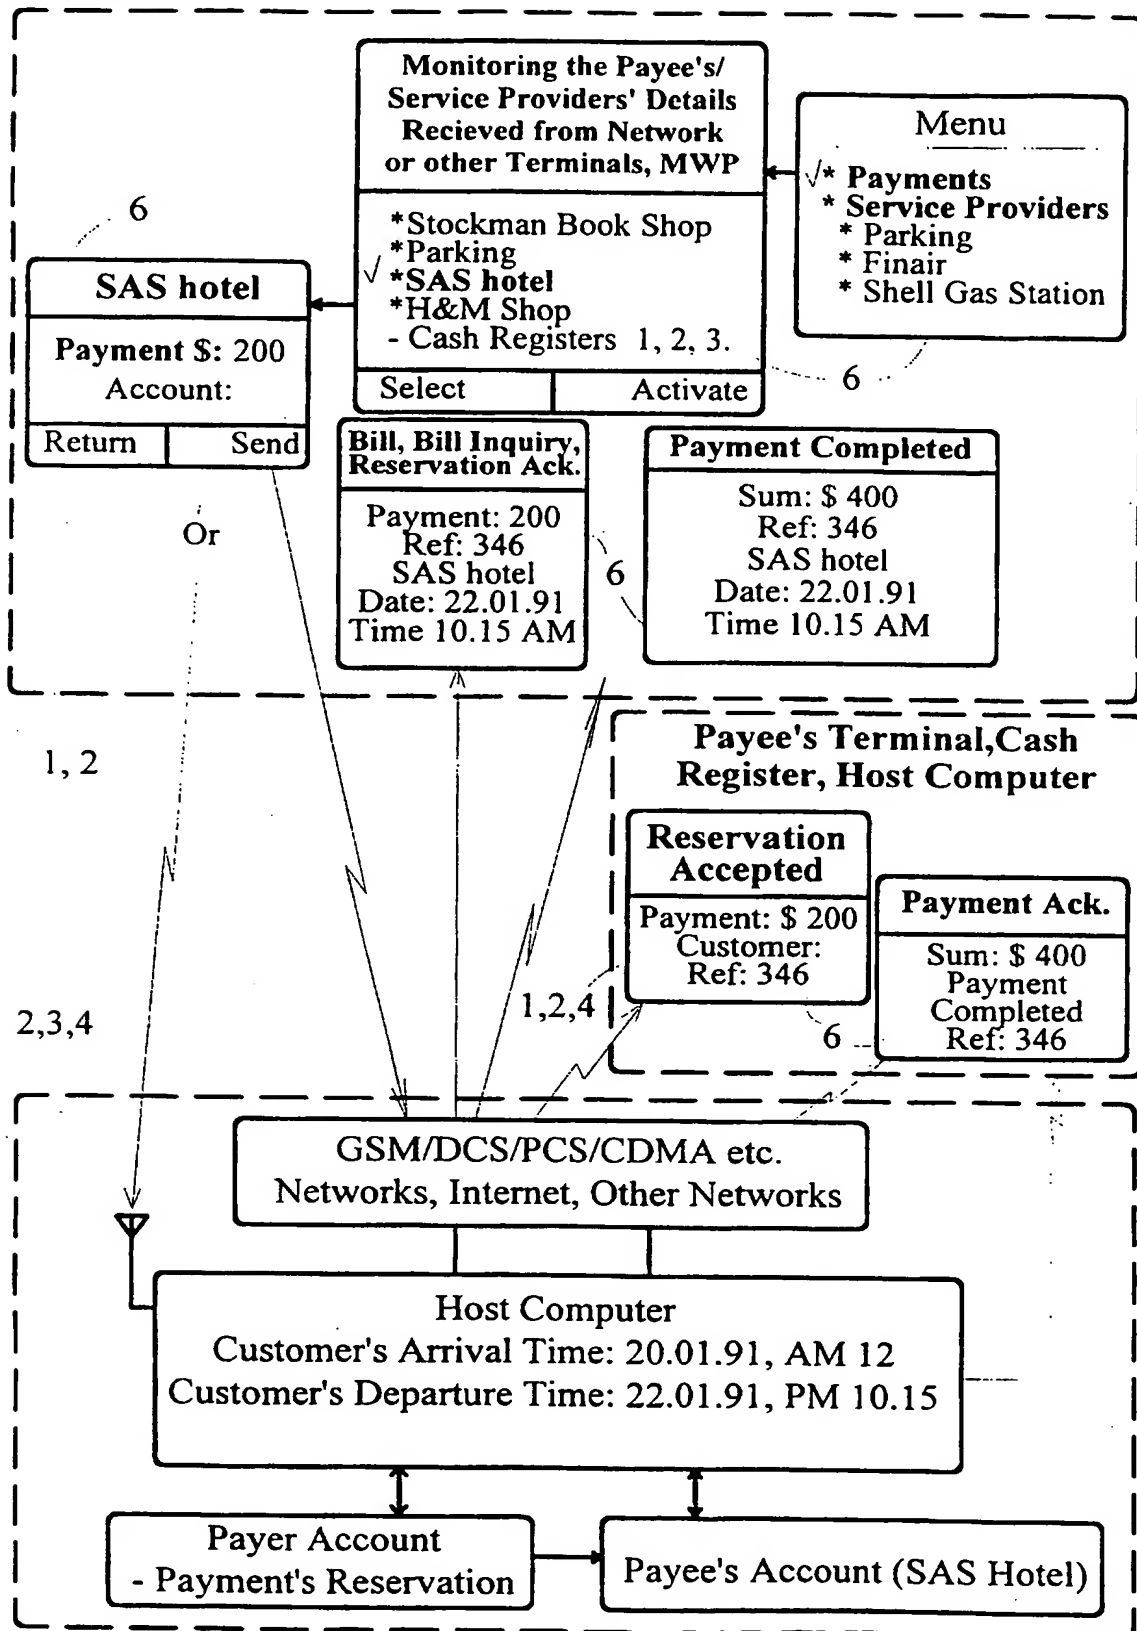 Monitoring the Payee's/
Service Providers' Details
Recieved from Network
or other Terminals, MWP
*Stockman Book Shop
*Parking
√ *SAS hotel
*H&M Shop
- Cash Registers 1, 2, 3.
Select Activate
Menu
√* Payments
* Service Providers
* Parking
* Finair
* Shell Gas Station
6
6
SAS hotel
Payment $: 200
Account:
Return Send
Or
Bill, Bill Inquiry,
Reservation Ack.
Payment: 200
Ref: 346
SAS hotel
Date: 22.01.91
Time 10.15 AM
6
Payment Completed
Sum: $ 400
Ref: 346
SAS hotel
Date: 22.01.91
Time 10.15 AM
1, 2
Payee's Terminal,Cash
Register, Host Computer
Reservation
Accepted
Payment: $ 200
Customer:
Ref: 346
Payment Ack.
Sum: $ 400
Payment
Completed
Ref: 346
1,2,4
6
2,3,4
GSM/DCS/PCS/CDMA etc.
Networks, Internet, Other Networks
Host Computer
Customer's Arrival Time: 20.01.91, AM 12
Customer's Departure Time: 22.01.91, PM 10.15
Payer Account
- Payment's Reservation
Payee's Account (SAS Hotel)